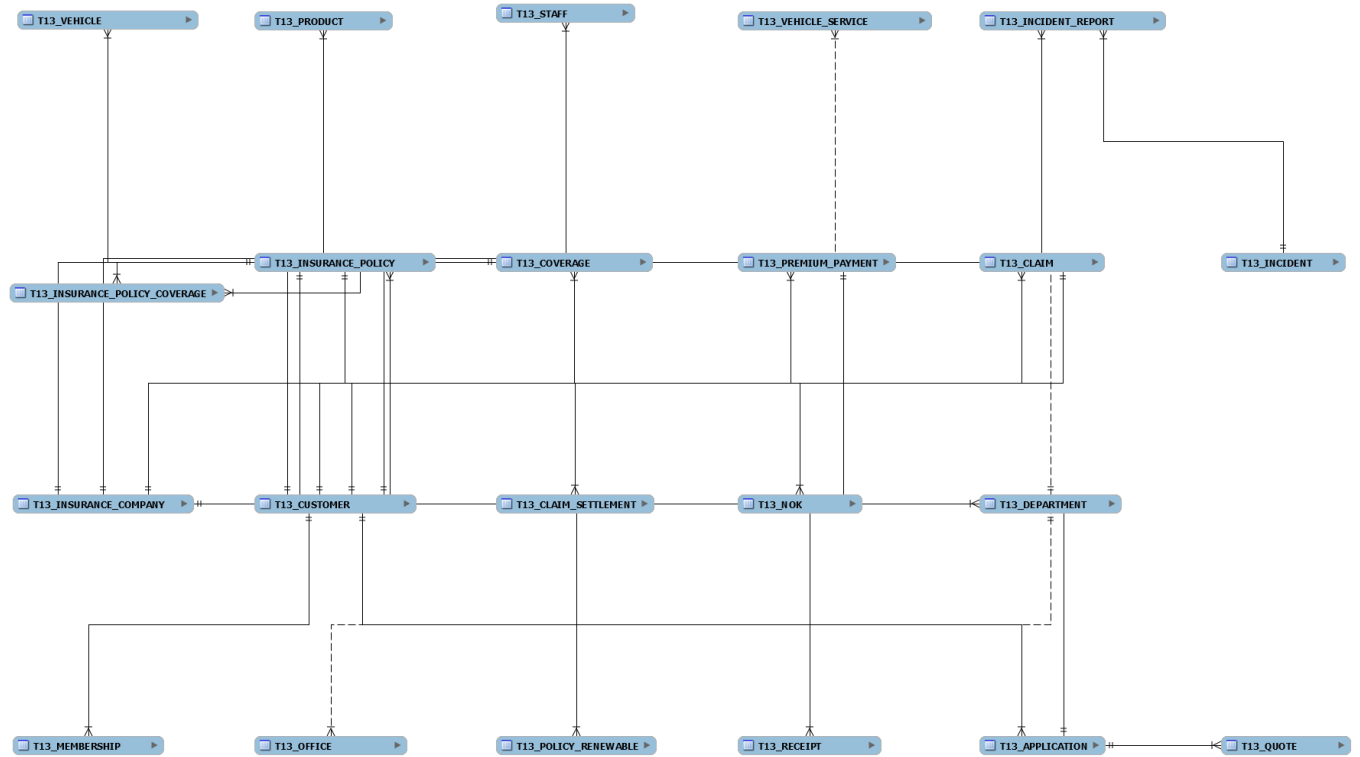 T13_VEHICLE
T13_PRODUCT
T13_STAFF
T13_VEHICLE_SERVICE
T13_INCIDENT_REPORT
T13_INSURANCE_POLICY
T13_COVERAGE
T13_PREMIUM_PAYMENT
T13_CLAIM
T13_INCIDENT
T13_INSURANCE_POLICY_COVERAGE
T13_INSURANCE_COMPANY
T13_CUSTOMER
T13_CLAIM_SETTLEMENT
T13_NOK
T13_DEPARTMENT
T13_MEMBERSHIP
T13_OFFICE
T13_POLICY_RENEWABLE
T13_RECEIPT
T13_APPLICATION
T13_QUOTE